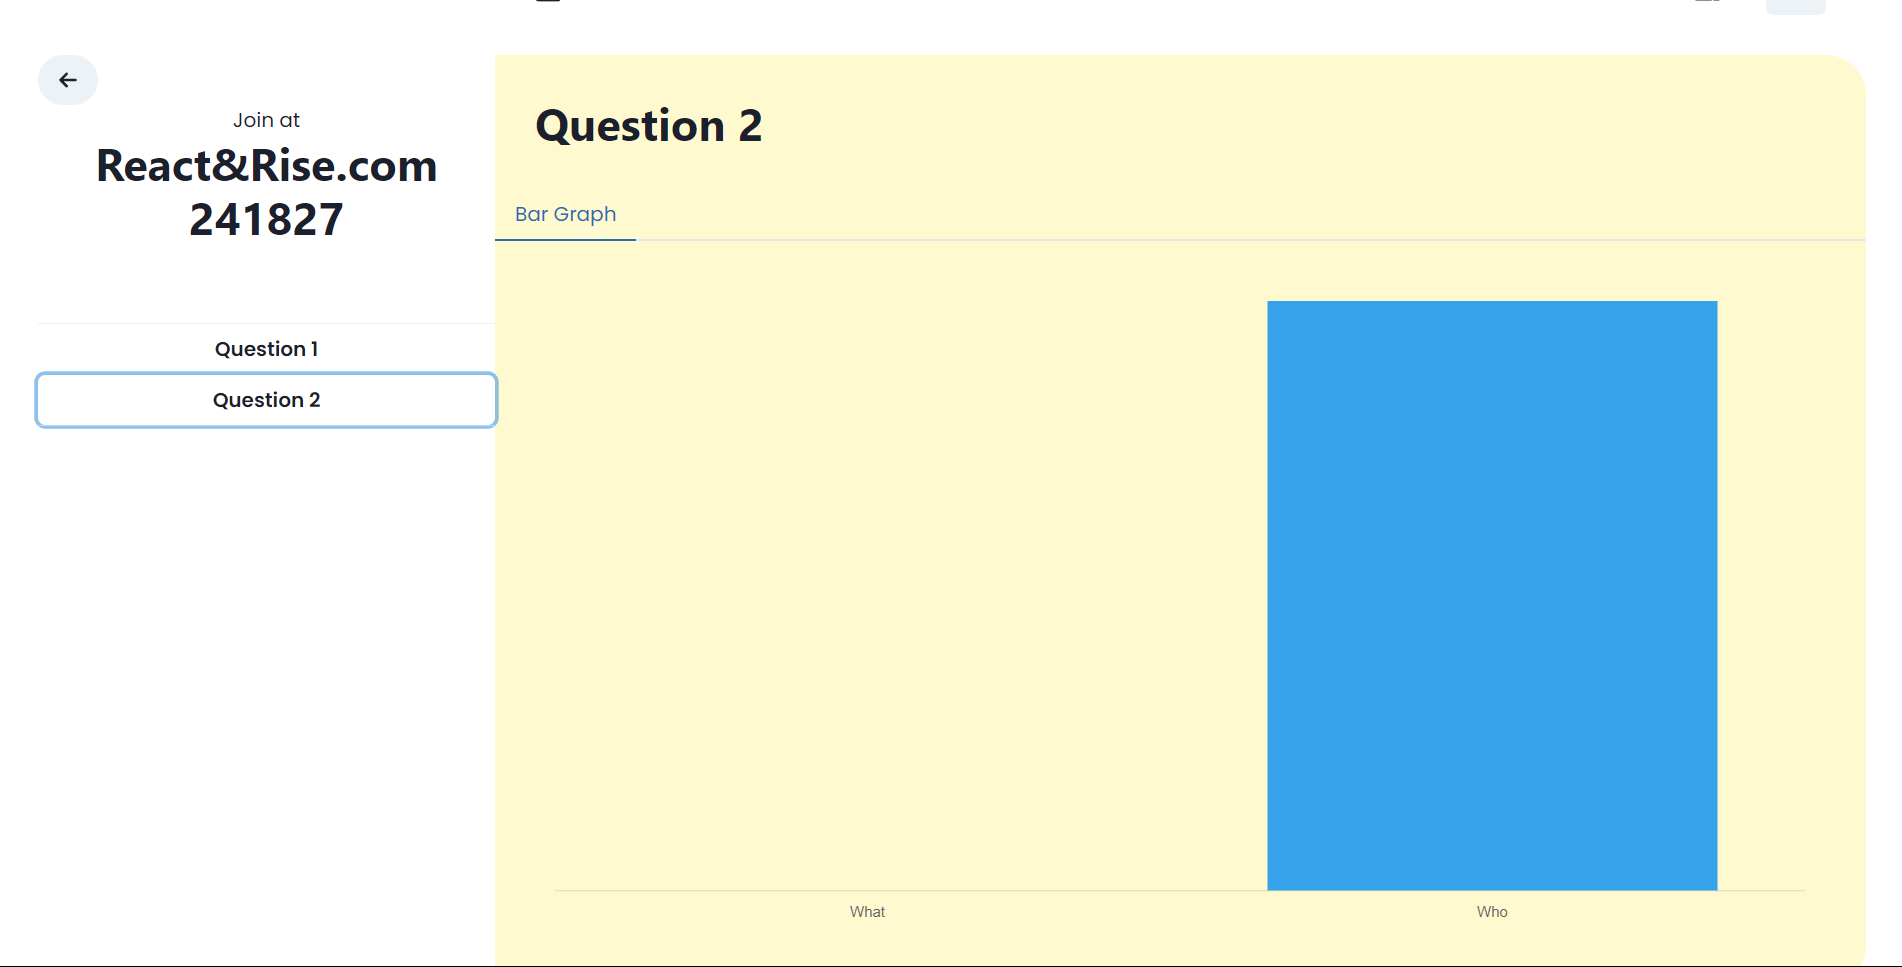 Join at
React&Rise.com
241827
Question 1
Question 2
Question 2
Bar Graph
What
Who